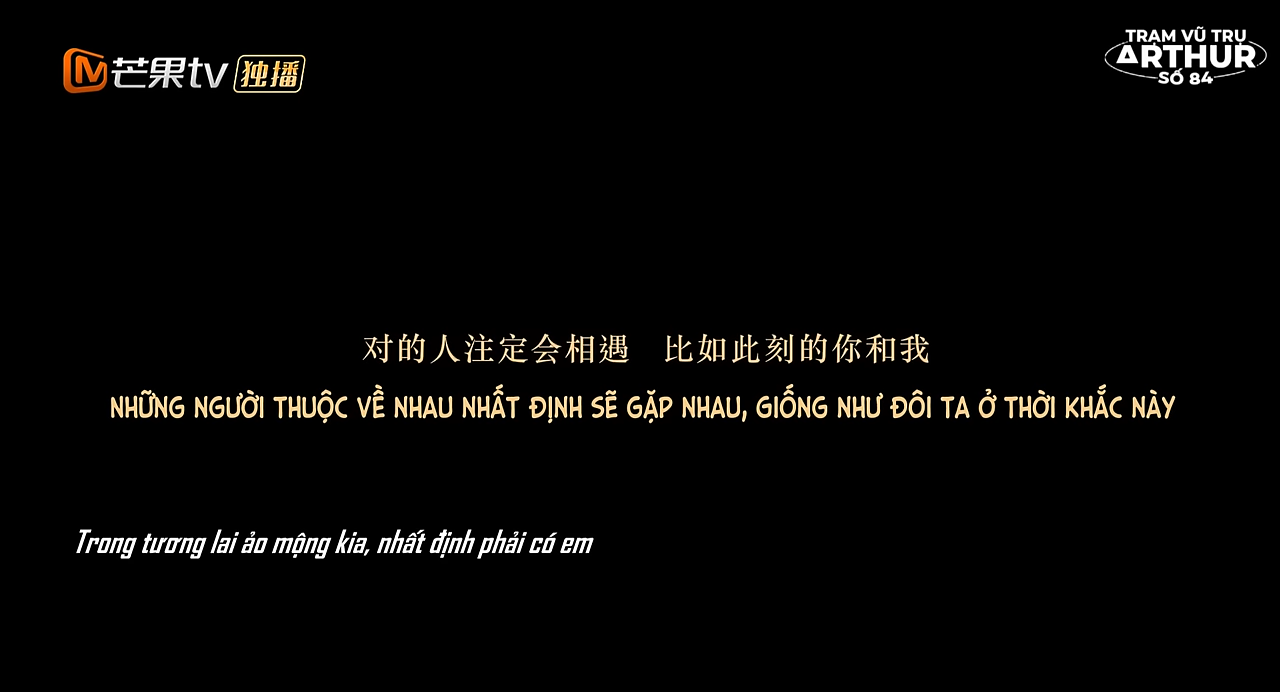 芒果tv 独播
TRẠM VŨ TRỤ
ARTHUR
SỐ 84
对的人注定会相遇 比如此刻的你和我
NHỮNG NGƯỜI THUỘC VỀ NHAU NHẤT ĐỊNH SẼ GẶP NHAU, GIỐNG NHƯ ĐÔI TA Ở THỜI KHẮC NÀY
Trong tương lai ảo mộng kia, nhất định phải có em